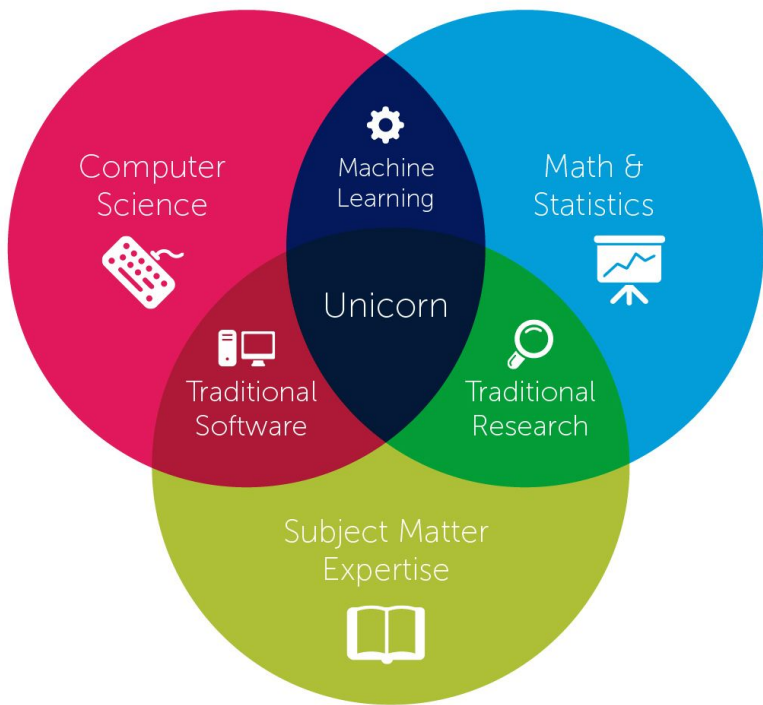 Computer
Science
Machine
Learning
Math &
Statistics
Unicorn
Traditional
Software
Traditional
Research
Subject Matter
Expertise